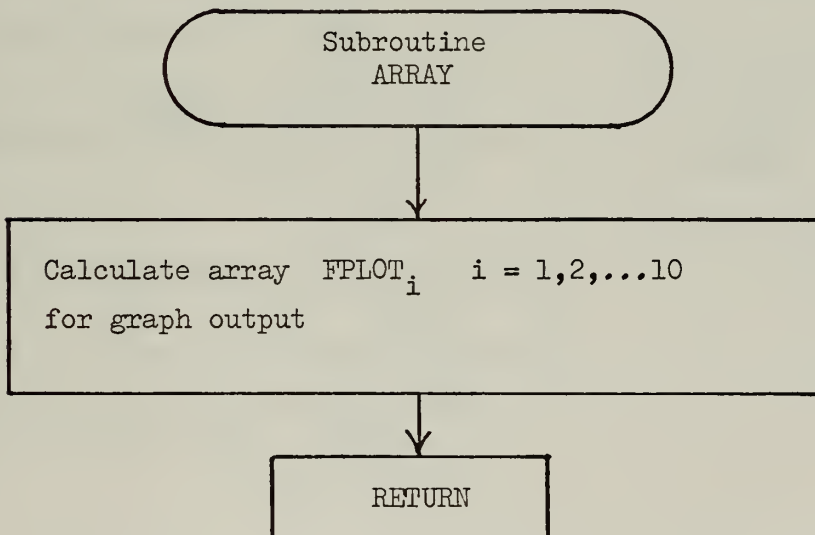 Subroutine
ARRAY
Calculate array FPLOT_i i = 1,2,...10
for graph output
RETURN